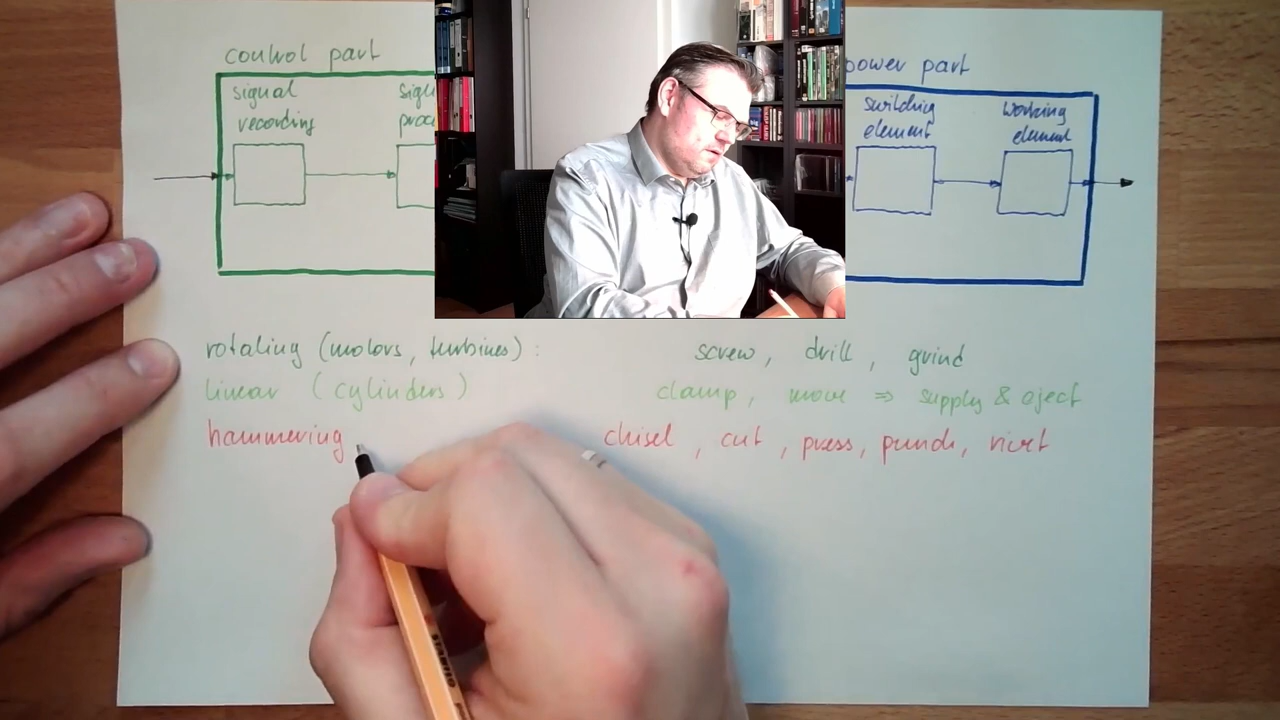 control part
power part
signal recording
switching element
working element
rotating (motors, turbines) : screw, drill, grind
linear (cylinders) clamp, move ⇒ supply & eject
hammering chisel, cut, press, punch, rivet
STABILO